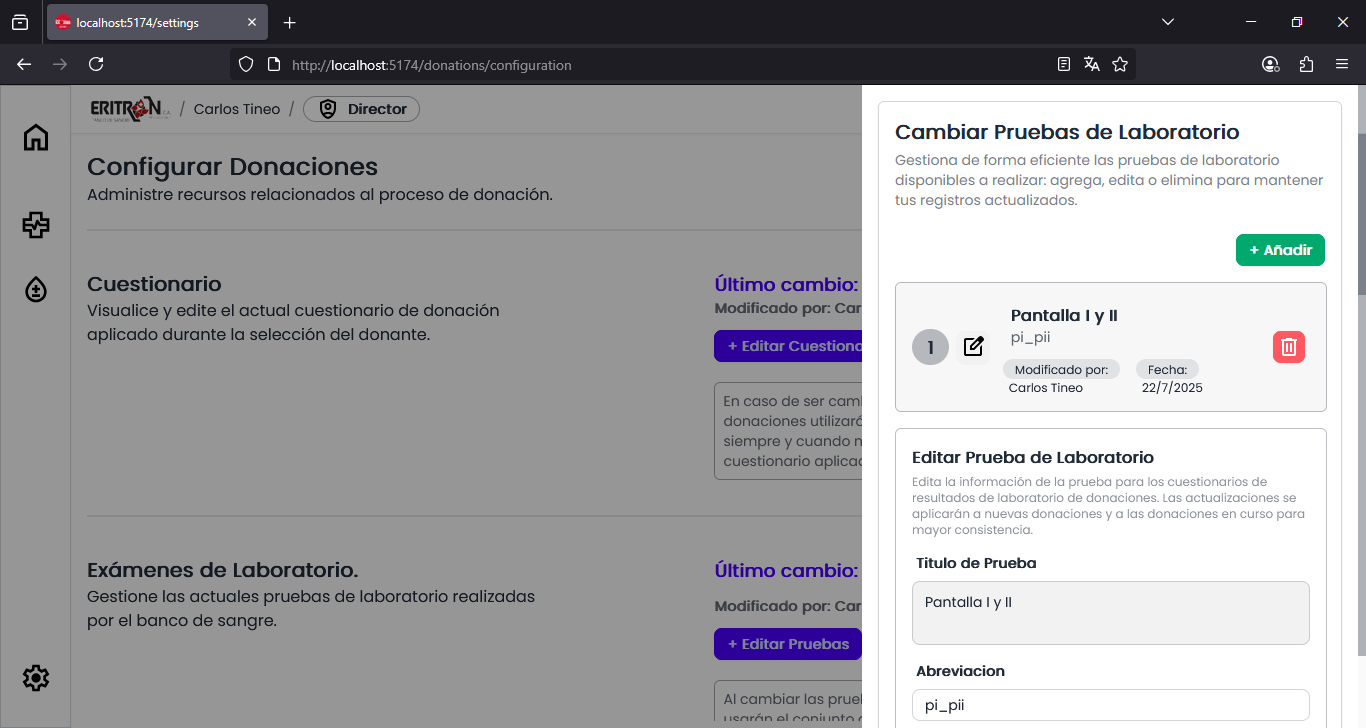 localhost:5174/settings
http://localhost:5174/donations/configuration
ERITRON / Carlos Tineo / Director
Configurar Donaciones
Administre recursos relacionados al proceso de donación.
Cuestionario
Visualice y edite el actual cuestionario de donación
aplicado durante la selección del donante.
Último cambio:
Modificado por: Car
+ Editar Cuestiona
En caso de ser camb
donaciones utilizará
siempre y cuando n
cuestionario aplicad
Exámenes de Laboratorio.
Gestione las actuales pruebas de laboratorio realizadas
por el banco de sangre.
Último cambio:
Modificado por: Car
+ Editar Pruebas
Al cambiar las prueb
usarán el conjunto
Cambiar Pruebas de Laboratorio
Gestiona de forma eficiente las pruebas de laboratorio
disponibles a realizar: agrega, edita o elimina para mantener
tus registros actualizados.
+ Añadir
1
Pantalla I y II
pi_pii
Modificado por: Fecha:
Carlos Tineo 22/7/2025
Editar Prueba de Laboratorio
Edita la información de la prueba para los cuestionarios de
resultados de laboratorio de donaciones. Las actualizaciones se
aplicarán a nuevas donaciones y a las donaciones en curso para
mayor consistencia.
Titulo de Prueba
Pantalla I y II
Abreviacion
pi_pii